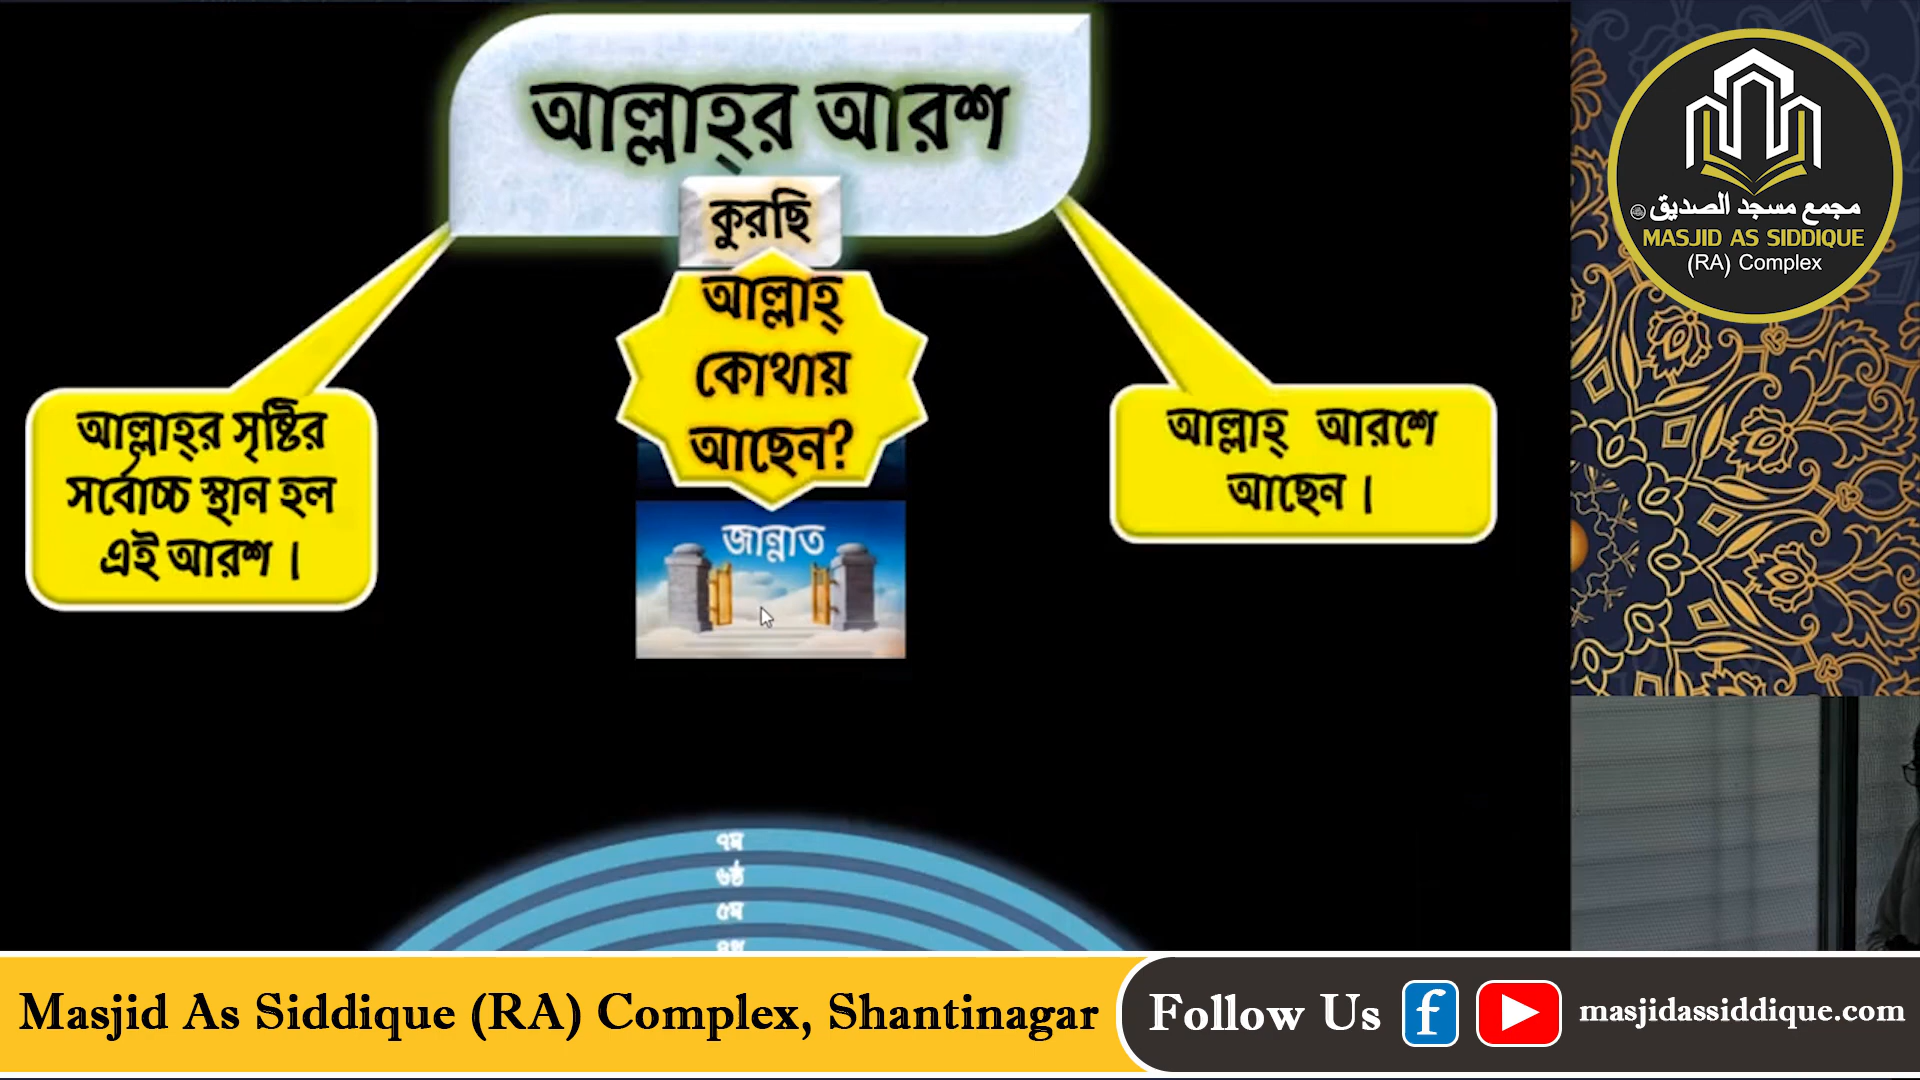 আল্লাহ্‌র আরশ
কুরছি
আল্লাহ্
কোথায়
আছেন?
আল্লাহ্‌র সৃষ্টির
সর্বোচ্চ স্থান হল
এই আরশ ।
আল্লাহ্ আরশে
আছেন ।
জান্নাত
৭ম
৬ষ্ঠ
৫ম
مجمع مسجد الصديق
MASJID AS SIDDIQUE
(RA) Complex
Masjid As Siddique (RA) Complex, Shantinagar
Follow Us
masjidassiddique.com